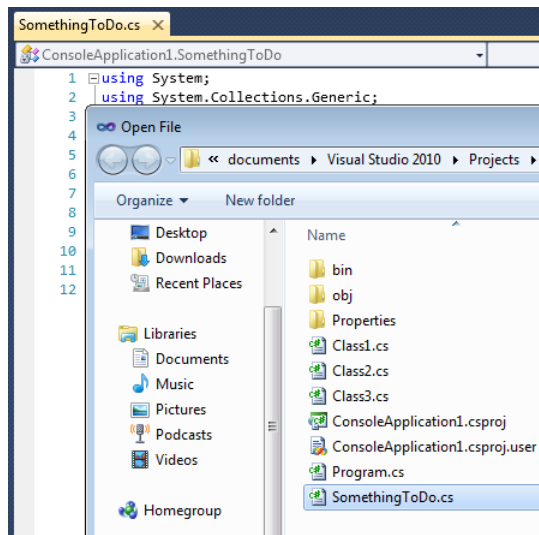 SomethingToDo.cs
ConsoleApplication1.SomethingToDo
1 using System;
2 using System.Collections.Generic;
3
4
5
6
7
8
9
10
11
12
Open File
« documents Visual Studio 2010 Projects
Organize New folder
Desktop
Downloads
Recent Places
Libraries
Documents
Music
Pictures
Podcasts
Videos
Homegroup
Name
bin
obj
Properties
Class1.cs
Class2.cs
Class3.cs
ConsoleApplication1.csproj
ConsoleApplication1.csproj.user
Program.cs
SomethingToDo.cs